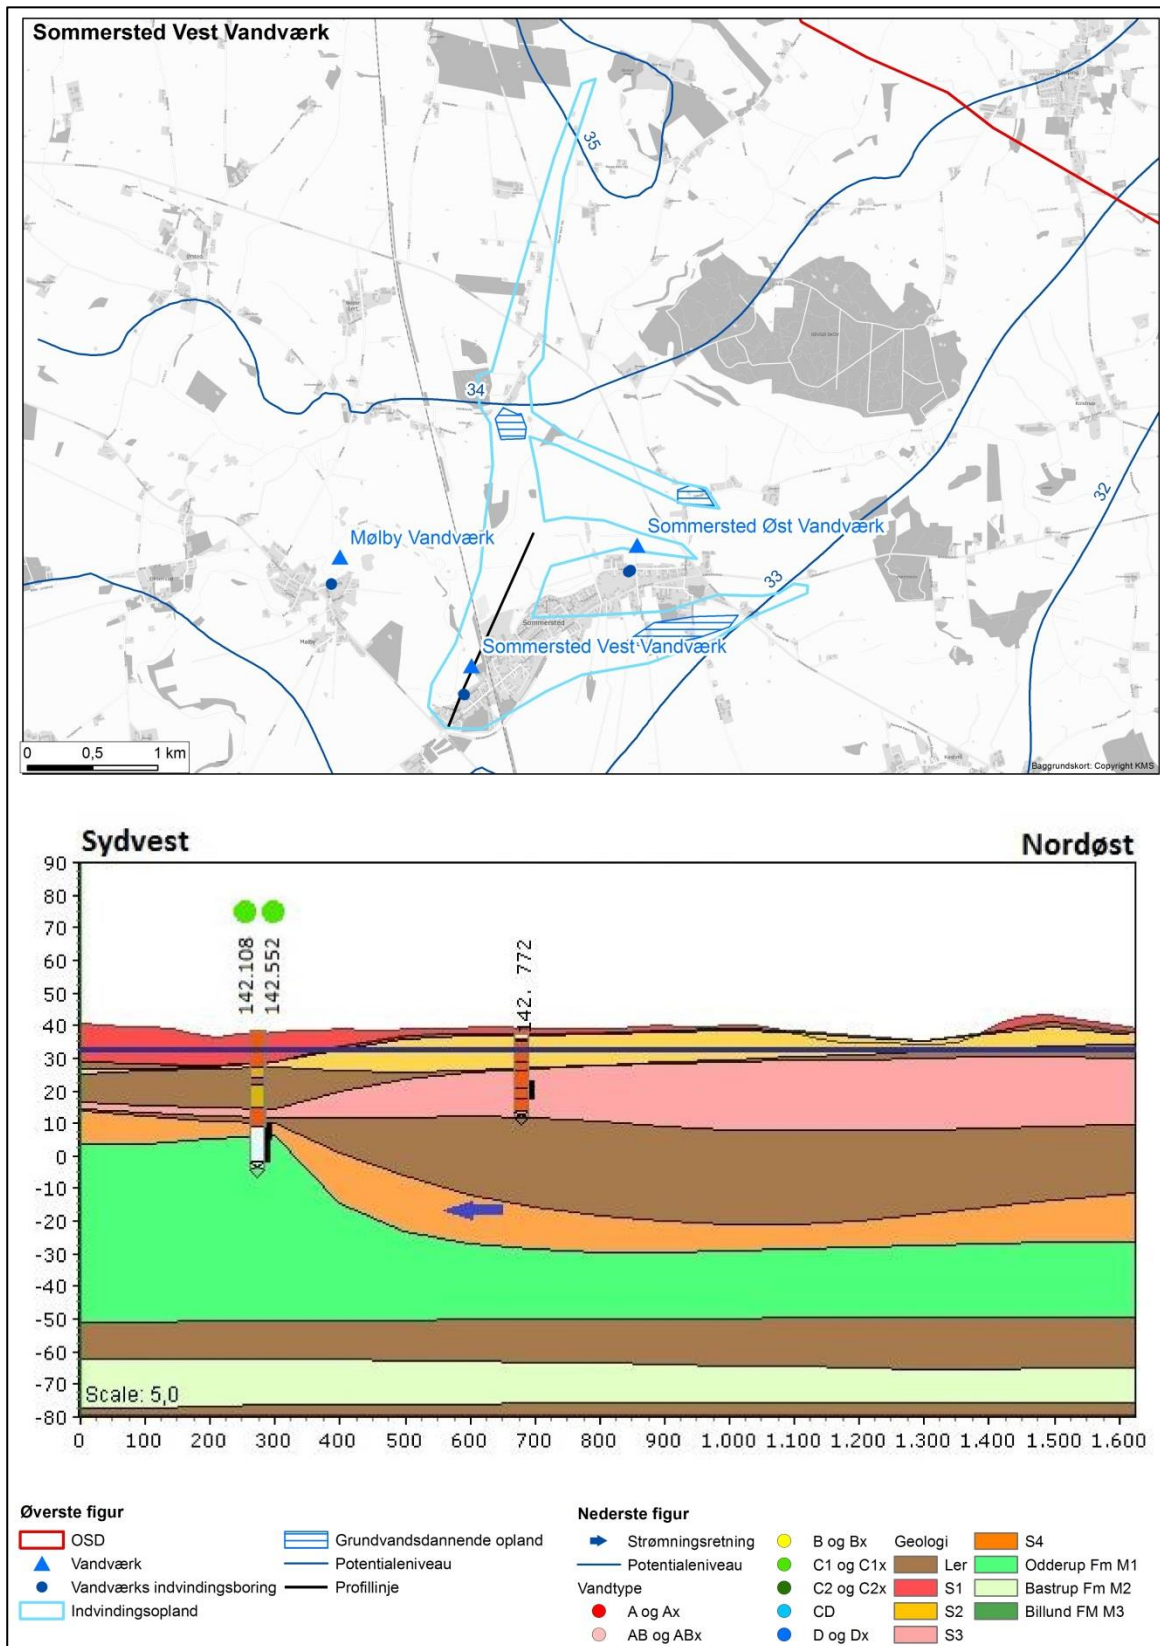 Sommersted Vest Vandværk
35
34
Mølby Vandværk
Sommersted Øst Vandværk
32
33
Sommersted
Sommersted Vest Vandværk
0 0,5 1 km
Baggrundskort: Copyright KMS
Sydvest Nordøst
142.108
142.552
142. 772
90
80
70
60
50
40
30
20
10
0
-10
-20
-30
-40
-50
-60
-70
-80
Scale: 5,0
0 100 200 300 400 500 600 700 800 900 1.000 1.100 1.200 1.300 1.400 1.500 1.600
Øverste figur
OSD
Vandværk
Vandværks indvindingsboring
Indvindingsopland
Grundvandsdannende opland
Potentialeniveau
Profillinje
Nederste figur
Strømningsretning
Potentialeniveau
Vandtype
A og Ax
AB og ABx
B og Bx
C1 og C1x
C2 og C2x
CD
D og Dx
Geologi
Ler
S1
S2
S3
S4
Odderup Fm M1
Bastrup Fm M2
Billund FM M3